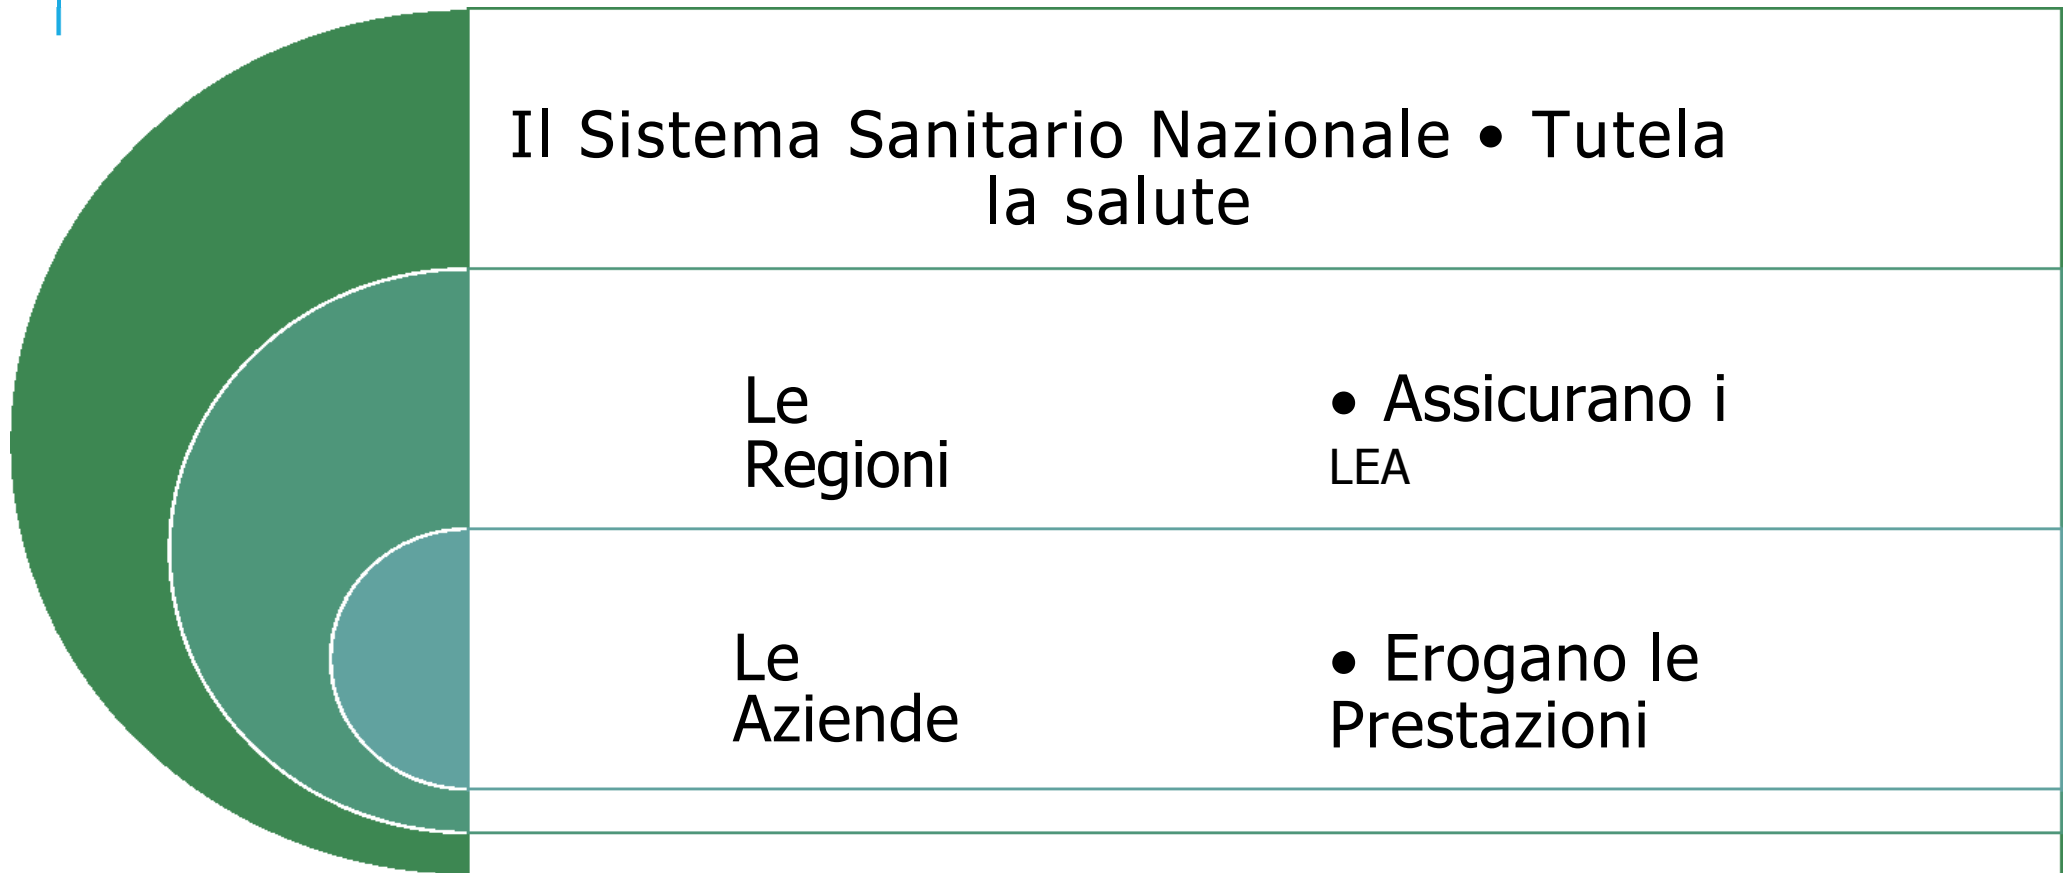 Il Sistema Sanitario Nazionale • Tutela
la salute
Le
Regioni
• Assicurano i
LEA
Le
Aziende
• Erogano le
Prestazioni